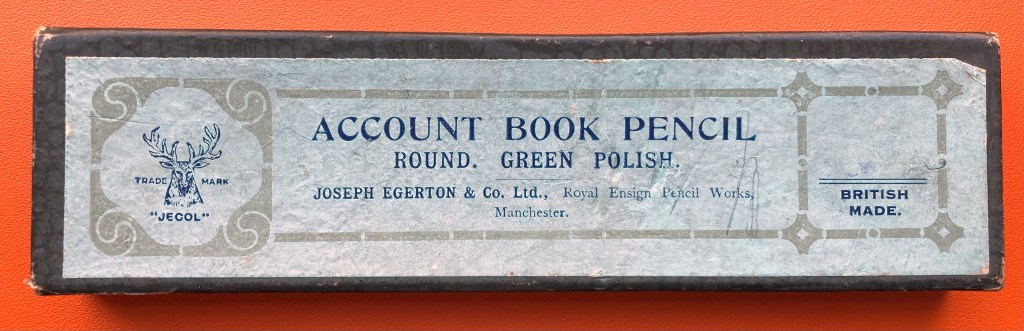 TRADE MARK
"JECOL"
ACCOUNT BOOK PENCIL
ROUND. GREEN POLISH.
JOSEPH EGERTON & Co. Ltd., Royal Ensign Pencil Works,
Manchester.
BRITISH
MADE.